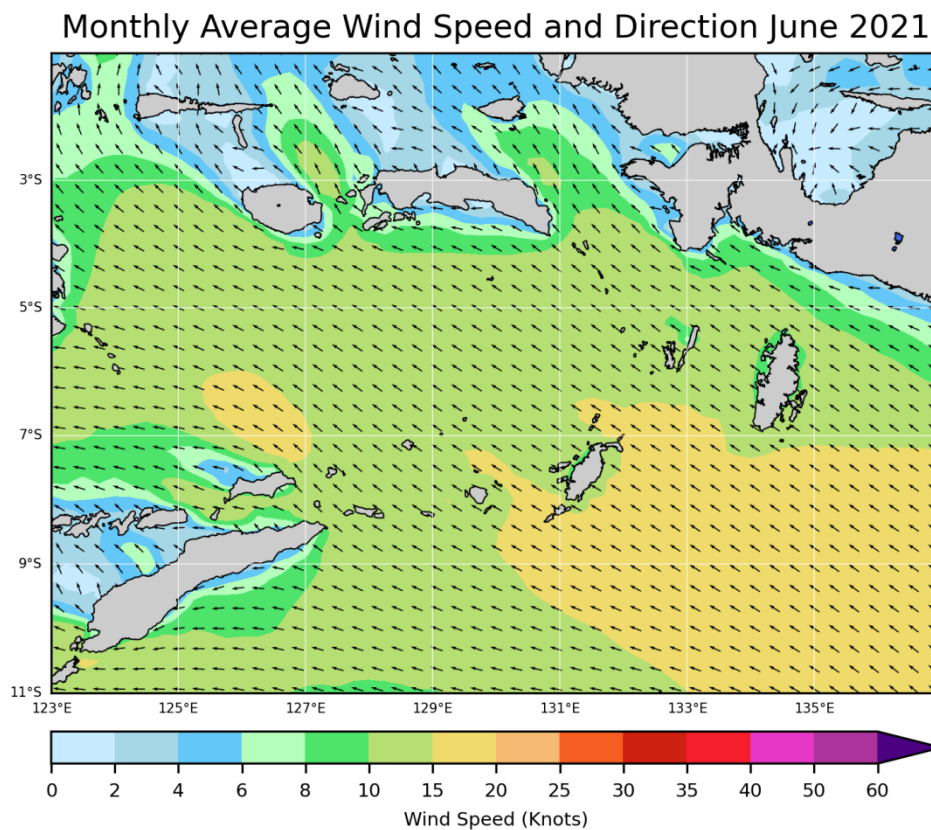 Monthly Average Wind Speed and Direction June 2021
3°S
5°S
7°S
9°S
11°S
123°E 125°E 127°E 129°E 131°E 133°E 135°E
0 2 4 6 8 10 15 20 25 30 35 40 50 60
Wind Speed (Knots)